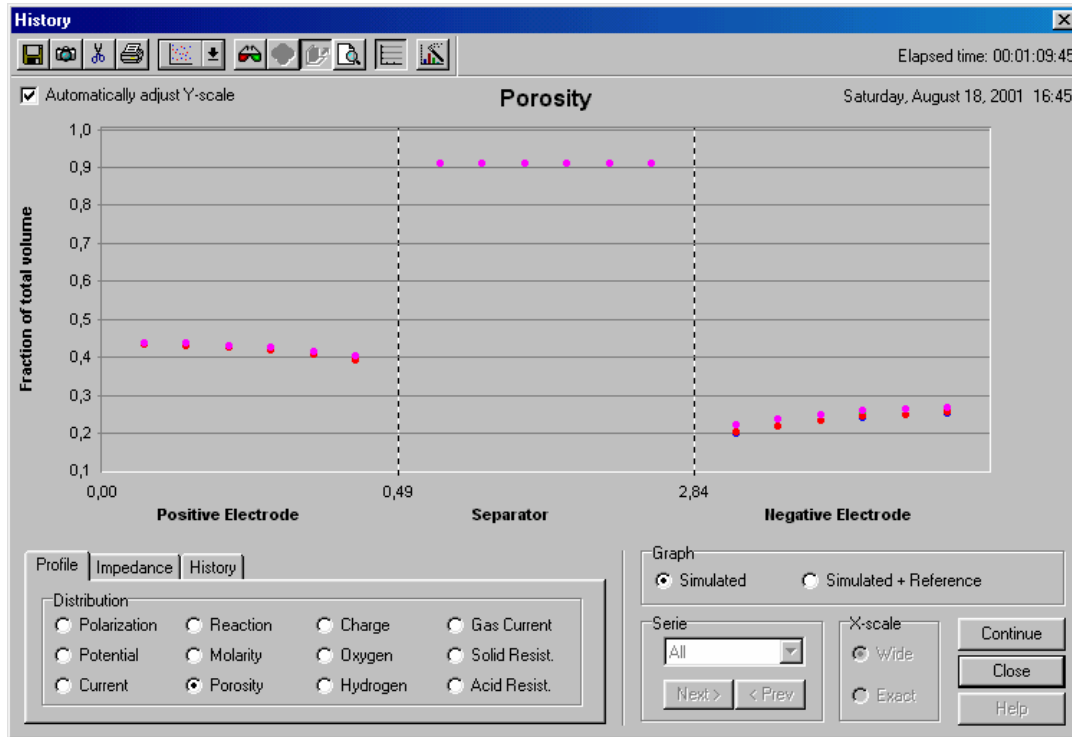 History
Elapsed time: 00:01:09:45
Automatically adjust Y-scale
Porosity
Saturday, August 18, 2001 16:45
Fraction of total volume
1,0
0,9
0,8
0,7
0,6
0,5
0,4
0,3
0,2
0,1
0,00
0,49
2,84
Positive Electrode
Separator
Negative Electrode
Profile
Impedance
History
Distribution
Polarization
Reaction
Charge
Gas Current
Potential
Molarity
Oxygen
Solid Resist.
Current
Porosity
Hydrogen
Acid Resist.
Graph
Simulated
Simulated + Reference
Serie
All
Next >
< Prev
X-scale
Wide
Exact
Continue
Close
Help